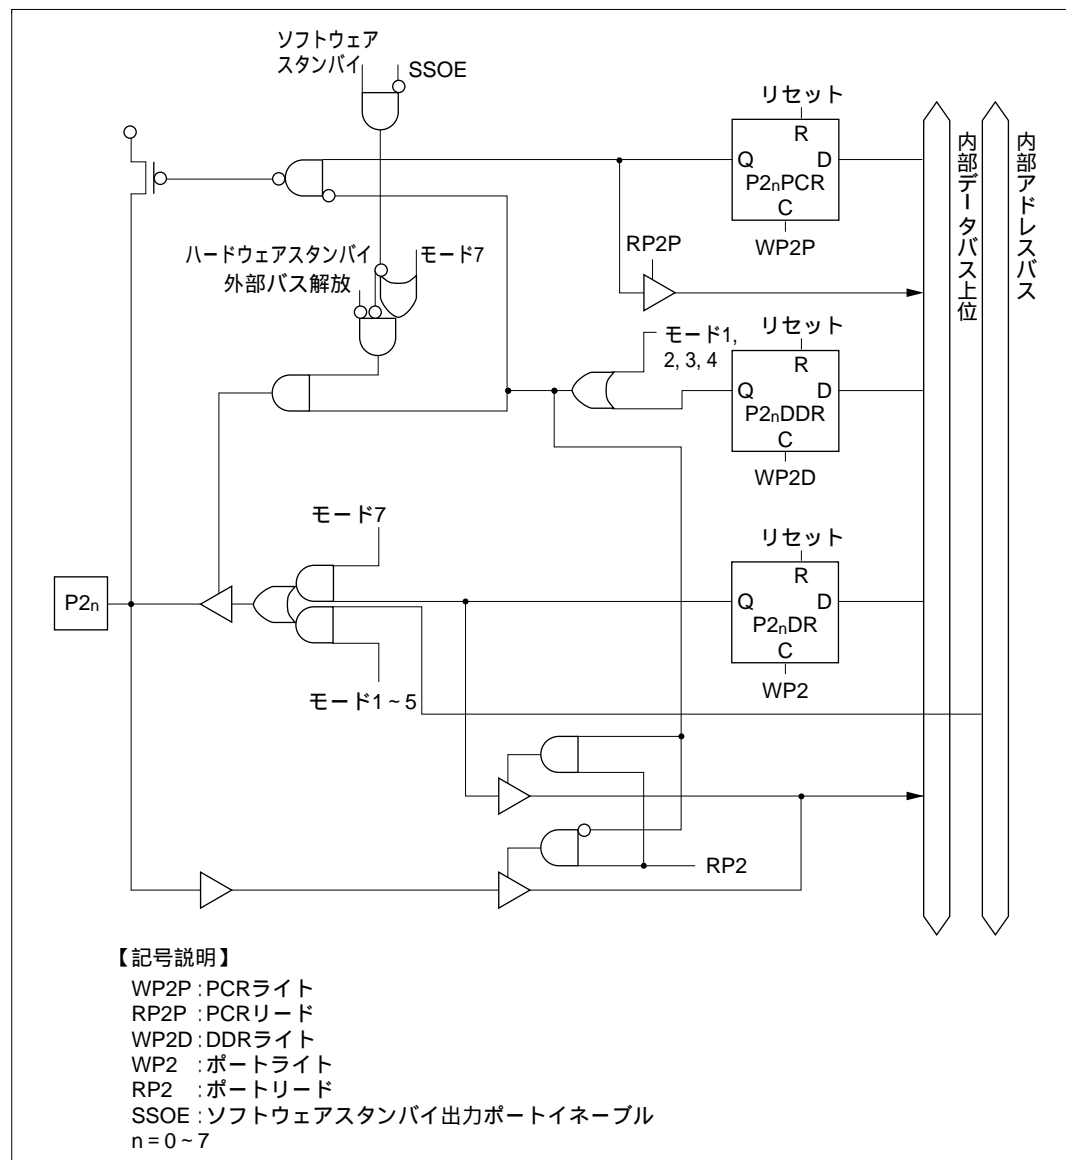 ソフトウェア
スタンバイ
SSOE
リセット
R
Q
D
P2nPCR
C
WP2P
RP2P
ハードウェアスタンバイ
モード7
外部バス解放
内部データバス上位
内部アドレスバス
リセット
モード1,
2, 3, 4
R
Q
D
P2nDDR
C
WP2D
モード7
リセット
R
Q
D
P2nDR
C
WP2
P2n
モード1~5
RP2
【記号説明】
WP2P : PCRライト
RP2P : PCRリード
WP2D : DDRライト
WP2 : ポートライト
RP2 : ポートリード
SSOE : ソフトウェアスタンバイ出力ポートイネーブル
n = 0 ~ 7